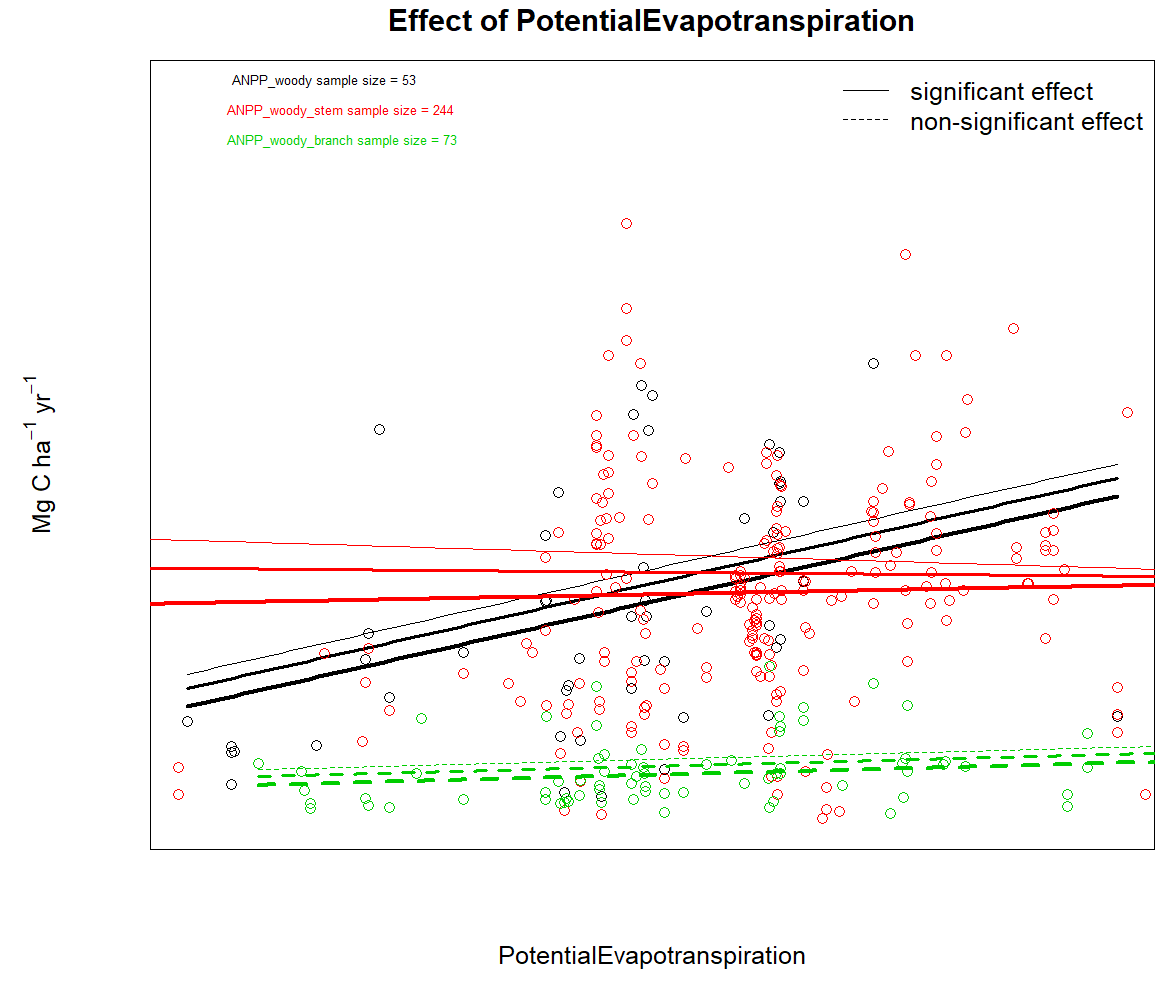 Effect of PotentialEvapotranspiration
ANPP_woody sample size = 53
ANPP_woody_stem sample size = 244
ANPP_woody_branch sample size = 73
significant effect
non-significant effect
Mg C ha⁻¹ yr⁻¹
PotentialEvapotranspiration